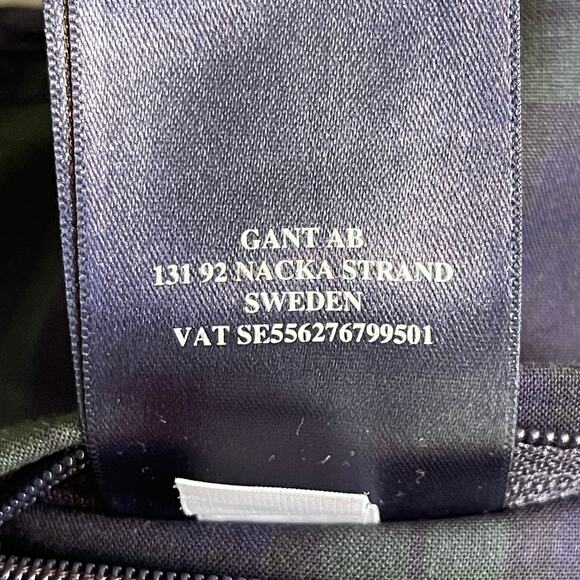 GANT AB
131 92 NACKA STRAND
SWEDEN
VAT SE556276799501